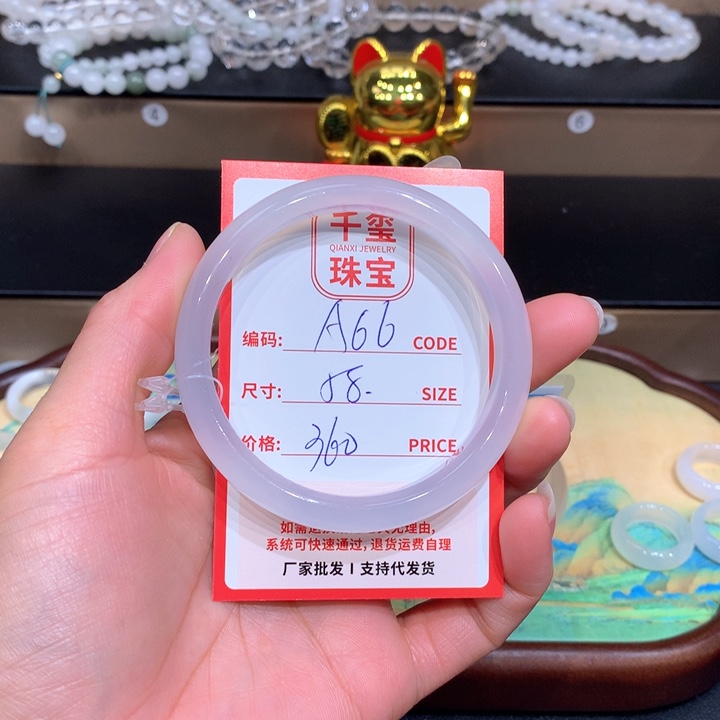 4
6
千玺
QIANXI JEWELRY
珠宝
编码: A66 CODE
尺寸: 58- SIZE
价格: 360 PRICE
系统可快速通过,退货运费自理
厂家批发 I 支持代发货